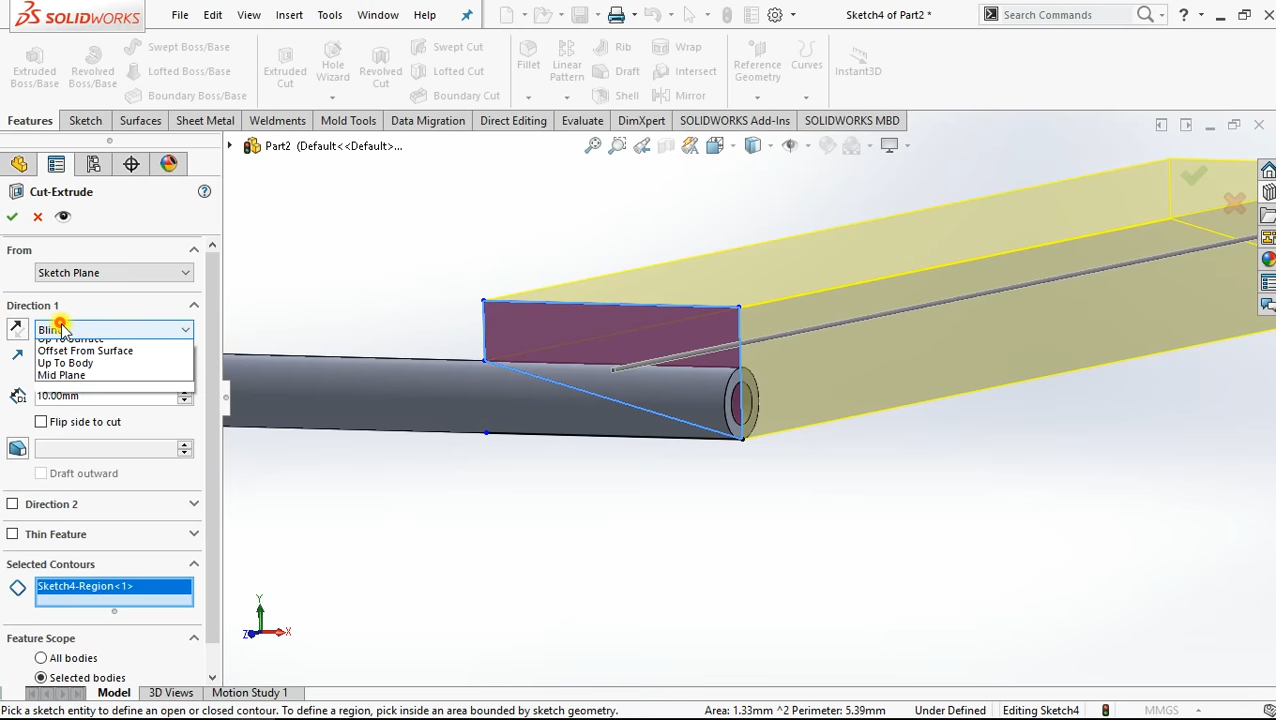 SOLIDWORKS
File Edit View Insert Tools Window Help
Sketch4 of Part2 *
Search Commands
?
Extruded Boss/Base
Revolved Boss/Base
Swept Boss/Base
Lofted Boss/Base
Boundary Boss/Base
Extruded Cut
Hole Wizard
Revolved Cut
Swept Cut
Lofted Cut
Boundary Cut
Fillet
Linear Pattern
Rib
Draft
Shell
Wrap
Intersect
Mirror
Reference Geometry
Curves
Instant3D
Features Sketch Surfaces Sheet Metal Weldments Mold Tools Data Migration Direct Editing Evaluate DimXpert SOLIDWORKS Add-Ins SOLIDWORKS MBD
Part2 (Default<<Default>...
Cut-Extrude
?
From
Sketch Plane
Direction 1
Offset From Surface
Up To Body
Mid Plane
10.00mm
Flip side to cut
Draft outward
Direction 2
Thin Feature
Selected Contours
Sketch4-Region<1>
Feature Scope
All bodies
Selected bodies
Y
Z X
Model 3D Views Motion Study 1
Pick a sketch entity to define an open or closed contour. To define a region, pick inside an area bounded by sketch geometry.
Area: 1.33mm ^2 Perimeter: 5.39mm
Under Defined
Editing Sketch4
MMGS